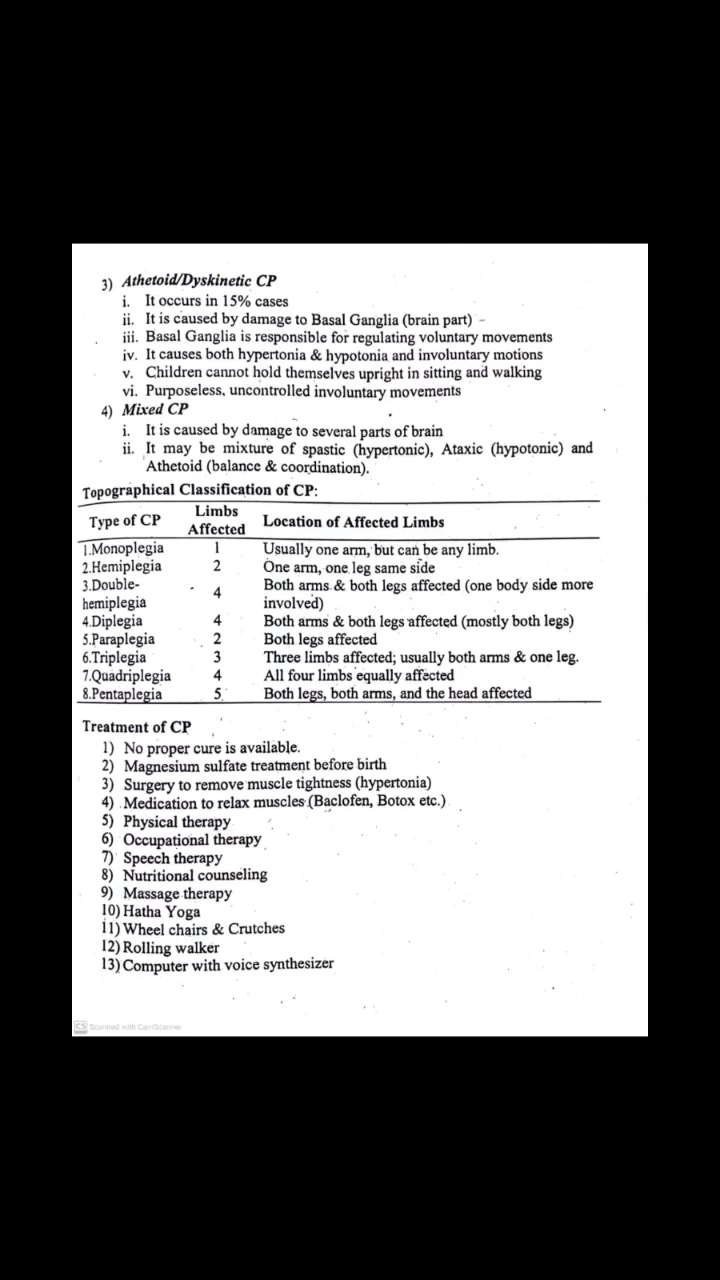 3) Athetoid/Dyskinetic CP
i. It occurs in 15% cases
ii. It is caused by damage to Basal Ganglia (brain part) -
iii. Basal Ganglia is responsible for regulating voluntary movements
iv. It causes both hypertonia & hypotonia and involuntary motions
v. Children cannot hold themselves upright in sitting and walking
vi. Purposeless, uncontrolled involuntary movements
4) Mixed CP
i. It is caused by damage to several parts of brain
ii. It may be mixture of spastic (hypertonic), Ataxic (hypotonic) and
Athetoid (balance & coordination).
Topographical Classification of CP:
Type of CP Limbs Affected Location of Affected Limbs
1.Monoplegia 1 Usually one arm, but can be any limb.
2.Hemiplegia 2 One arm, one leg same side
3.Double- 4 Both arms & both legs affected (one body side more
hemiplegia involved)
4.Diplegia 4 Both arms & both legs affected (mostly both legs)
5.Paraplegia 2 Both legs affected
6.Triplegia 3 Three limbs affected; usually both arms & one leg.
7.Quadriplegia 4 All four limbs equally affected
8.Pentaplegia 5 Both legs, both arms, and the head affected
Treatment of CP
1) No proper cure is available.
2) Magnesium sulfate treatment before birth
3) Surgery to remove muscle tightness (hypertonia)
4) Medication to relax muscles (Baclofen, Botox etc.)
5) Physical therapy
6) Occupational therapy
7) Speech therapy
8) Nutritional counseling
9) Massage therapy
10) Hatha Yoga
11) Wheel chairs & Crutches
12) Rolling walker
13) Computer with voice synthesizer
CS Scanned with CamScanner